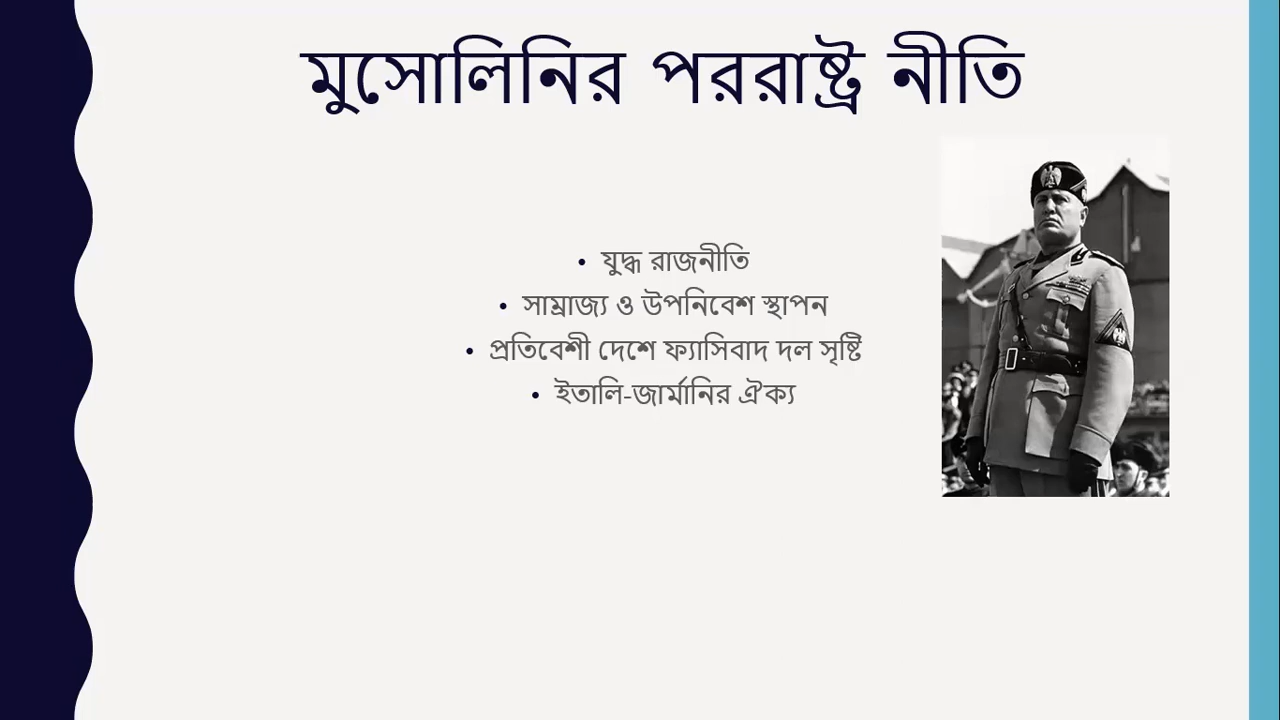 মুসোলিনির পররাষ্ট্র নীতি
• যুদ্ধ রাজনীতি
• সাম্রাজ্য ও উপনিবেশ স্থাপন
• প্রতিবেশী দেশে ফ্যাসিবাদ দল সৃষ্টি
• ইতালি-জার্মানির ঐক্য